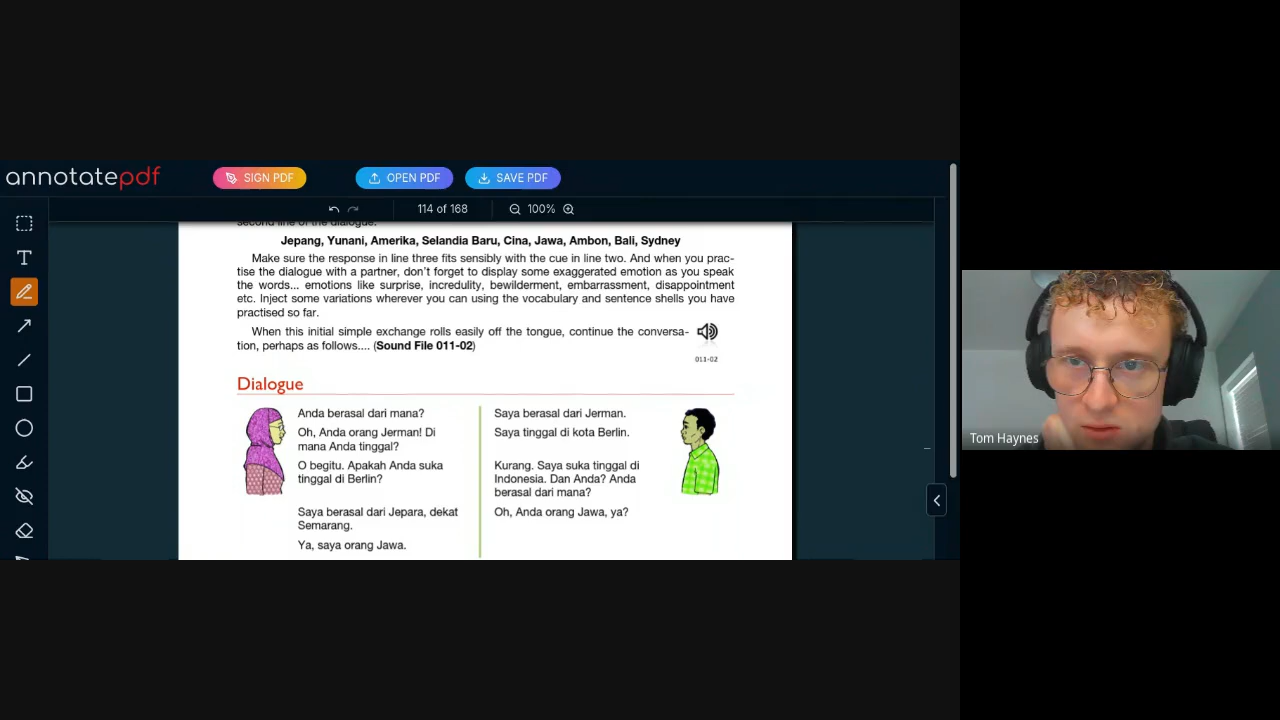 annotatepdf
SIGN PDF
OPEN PDF
SAVE PDF
114 of 168
100%
second line of the dialogue.
Jepang, Yunani, Amerika, Selandia Baru, Cina, Jawa, Ambon, Bali, Sydney
Make sure the response in line three fits sensibly with the cue in line two. And when you prac-
tise the dialogue with a partner, don't forget to display some exaggerated emotion as you speak
the words... emotions like surprise, incredulity, bewilderment, embarrassment, disappointment
etc. Inject some variations wherever you can using the vocabulary and sentence shells you have
practised so far.
When this initial simple exchange rolls easily off the tongue, continue the conversa-
tion, perhaps as follows.... (Sound File 011-02)
011-02
Dialogue
Anda berasal dari mana?
Oh, Anda orang Jerman! Di
mana Anda tinggal?
O begitu. Apakah Anda suka
tinggal di Berlin?
Saya berasal dari Jepara, dekat
Semarang.
Ya, saya orang Jawa.
Saya berasal dari Jerman.
Saya tinggal di kota Berlin.
Kurang. Saya suka tinggal di
Indonesia. Dan Anda? Anda
berasal dari mana?
Oh, Anda orang Jawa, ya?
T
Tom Haynes